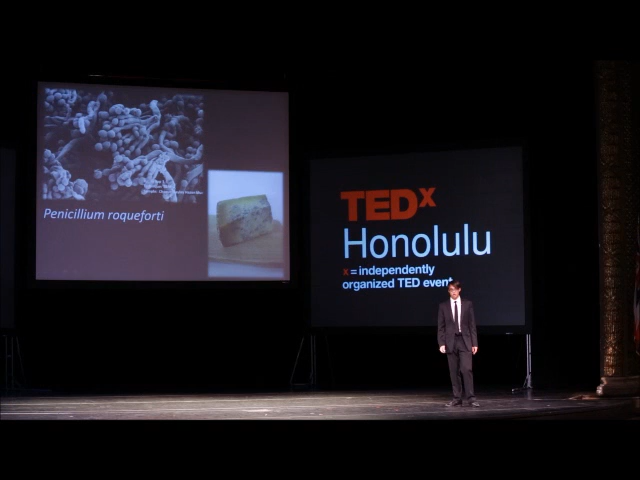 Penicillium roqueforti
TEDx
Honolulu
x = independently
organized TED event